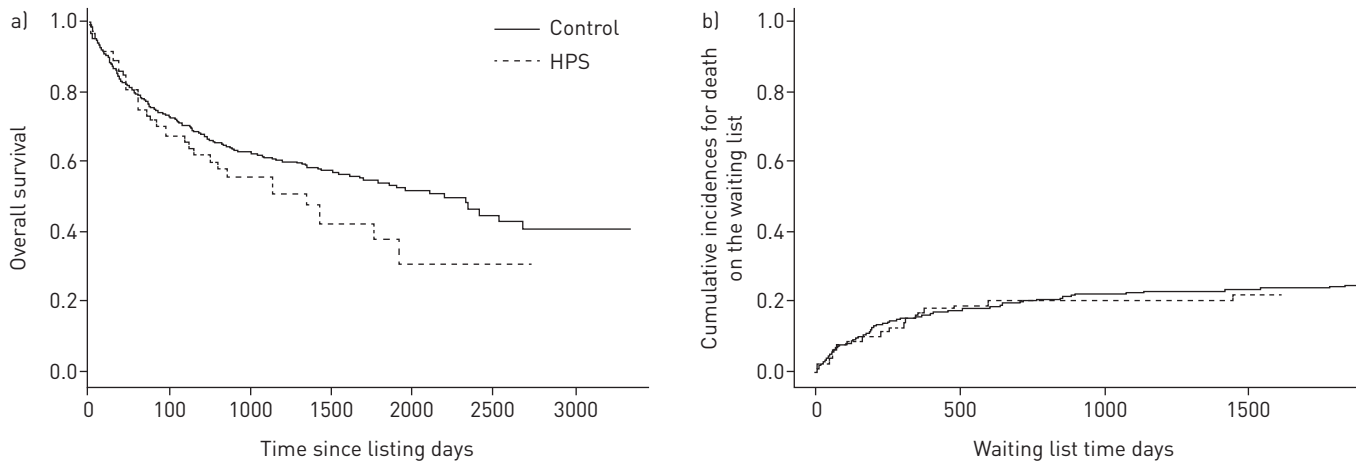 a)
Overall survival
1.0
0.8
0.6
0.4
0.2
0.0
0 100 1000 1500 2000 2500 3000
Time since listing days
Control
HPS
b)
Cumulative incidences for death
on the waiting list
1.0
0.8
0.6
0.4
0.2
0.0
0 500 1000 1500
Waiting list time days